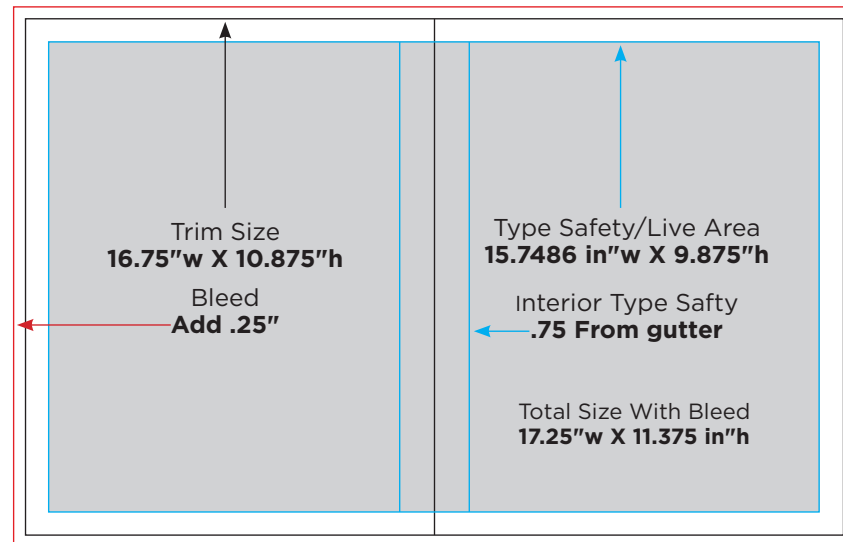 Trim Size
16.75"w X 10.875"h
Bleed
Add .25"
Type Safety/Live Area
15.7486 in"w X 9.875"h
Interior Type Safty
.75 From gutter
Total Size With Bleed
17.25"w X 11.375 in"h